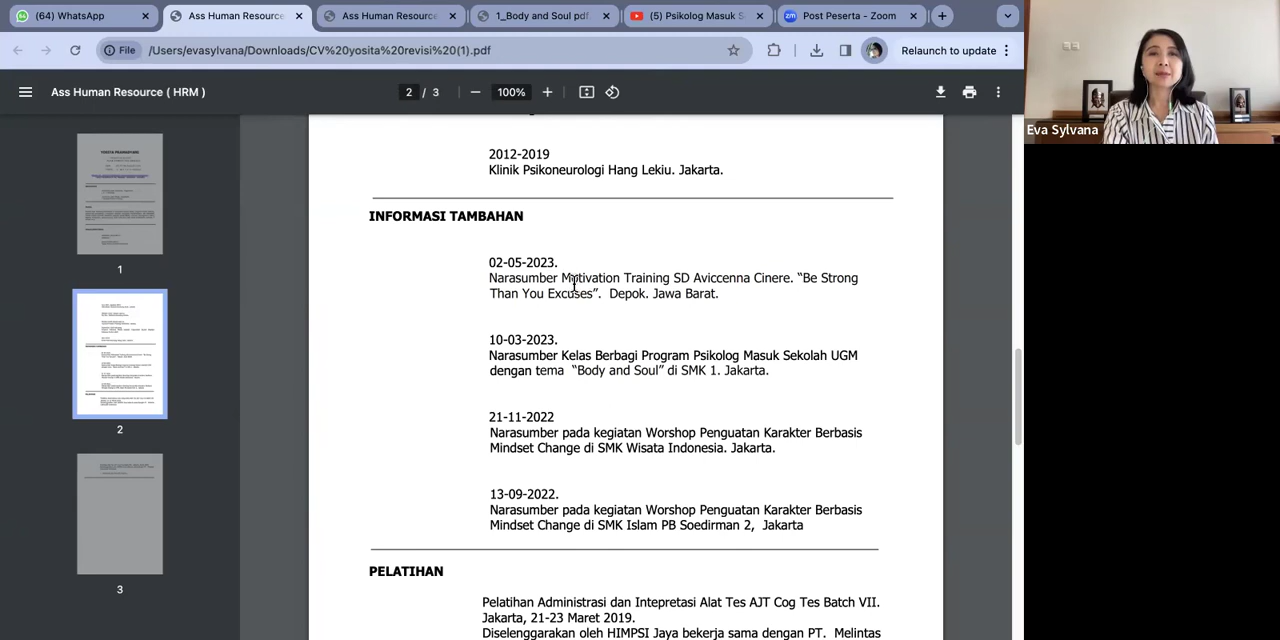 (64) WhatsApp
Ass Human Resource
Ass Human Resource
1_Body and Soul pdf
(5) Psikolog Masuk S
Post Peserta - Zoom
zm
File
/Users/evasylvana/Downloads/CV%20yosita%20revisi%20(1).pdf
Relaunch to update
Ass Human Resource ( HRM )
2 / 3
100%
1
2
3
2012-2019
Klinik Psikoneurologi Hang Lekiu. Jakarta.
INFORMASI TAMBAHAN
02-05-2023.
Narasumber Motivation Training SD Aviccenna Cinere. “Be Strong
Than You Excuses”. Depok. Jawa Barat.
10-03-2023.
Narasumber Kelas Berbagi Program Psikolog Masuk Sekolah UGM
dengan tema “Body and Soul” di SMK 1. Jakarta.
21-11-2022
Narasumber pada kegiatan Worshop Penguatan Karakter Berbasis
Mindset Change di SMK Wisata Indonesia. Jakarta.
13-09-2022.
Narasumber pada kegiatan Worshop Penguatan Karakter Berbasis
Mindset Change di SMK Islam PB Soedirman 2, Jakarta
PELATIHAN
Pelatihan Administrasi dan Intepretasi Alat Tes AJT Cog Tes Batch VII.
Jakarta, 21-23 Maret 2019.
Diselenggarakan oleh HIMPSI Jaya bekerja sama dengan PT. Melintas
Eva Sylvana